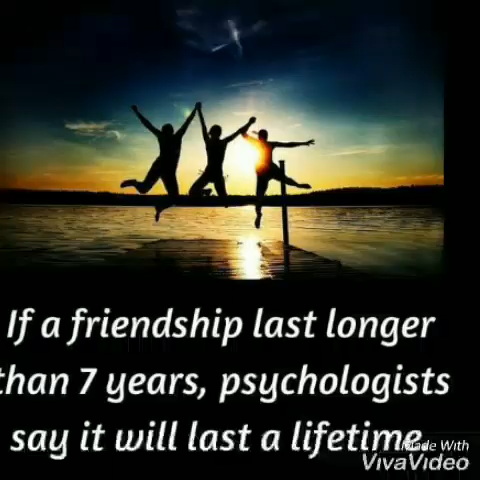 If a friendship last longer
than 7 years, psychologists
say it will last a lifetime
Made With
VivaVideo